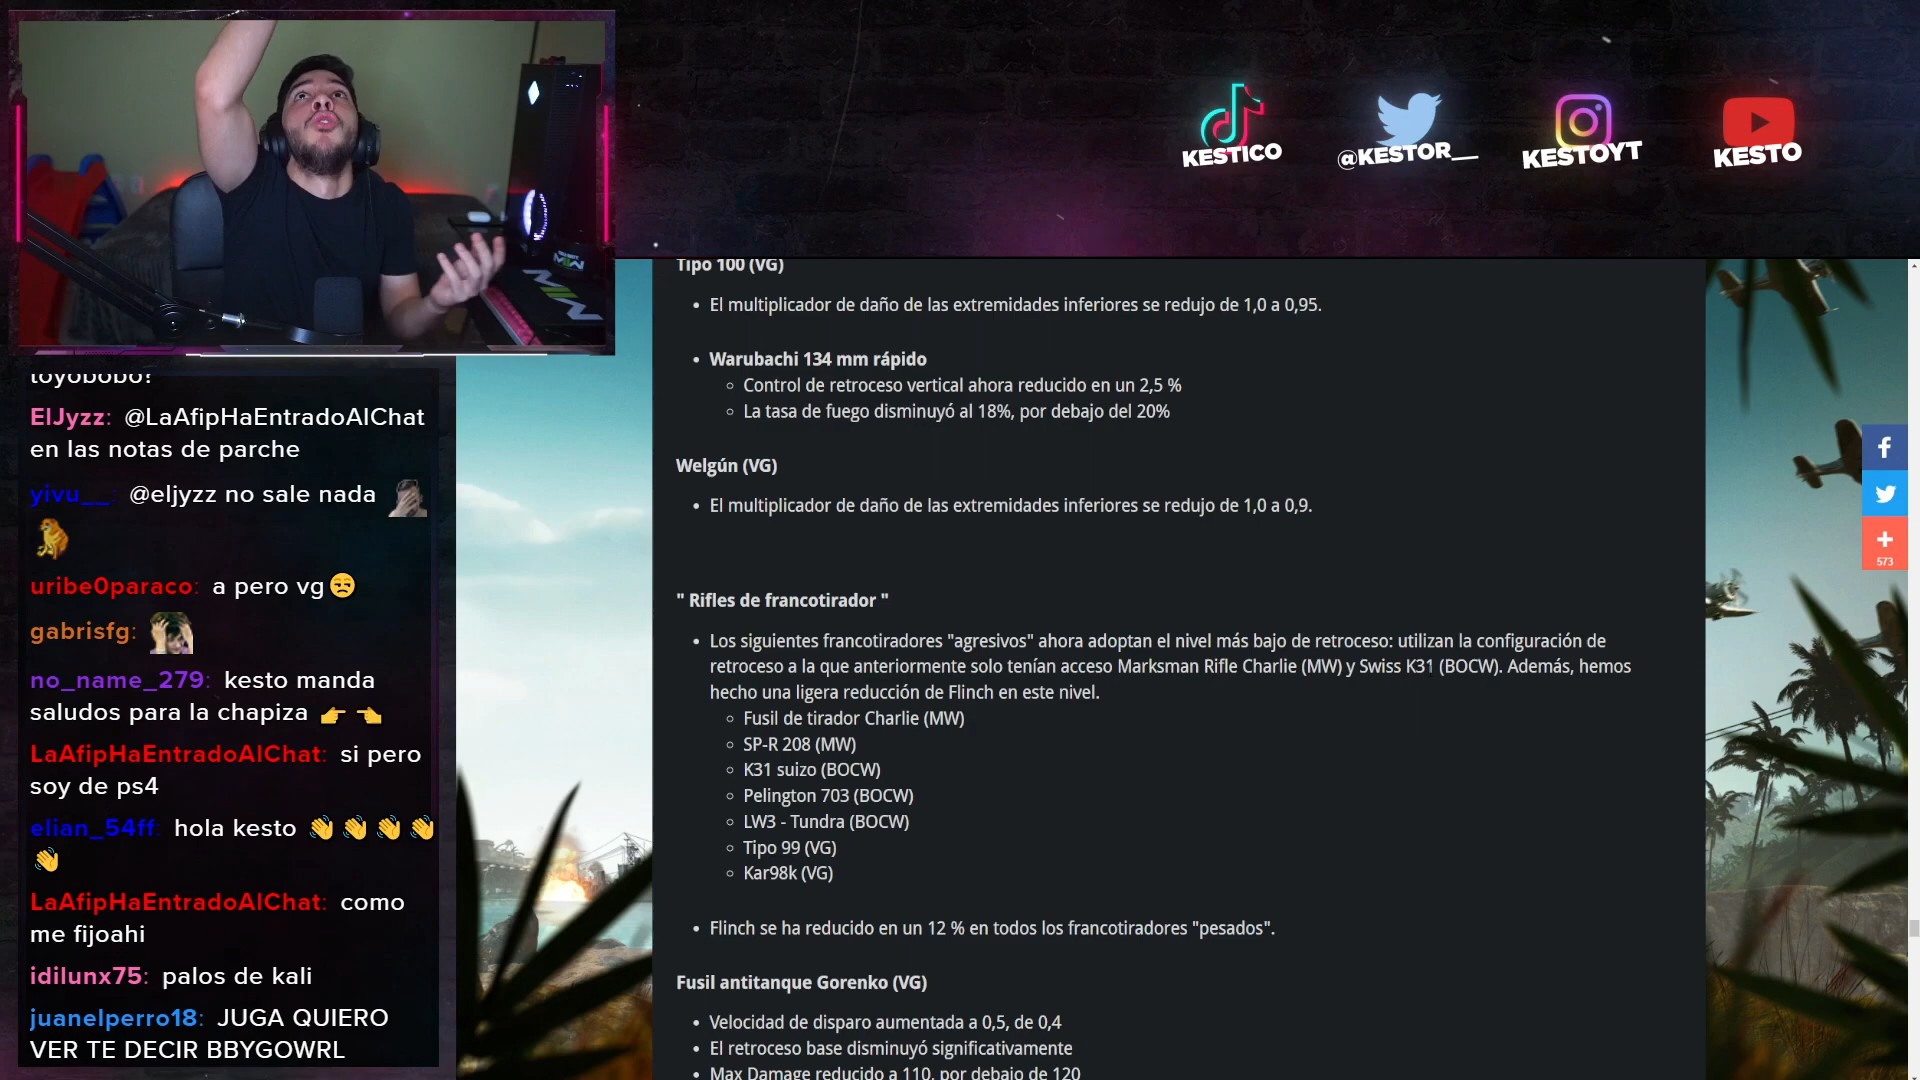 KESTICO
@KESTOR__
KESTOYT
KESTO
Tipo 100 (VG)
El multiplicador de daño de las extremidades inferiores se redujo de 1,0 a 0,95.
Warubachi 134 mm rápido
Control de retroceso vertical ahora reducido en un 2,5 %
La tasa de fuego disminuyó al 18%, por debajo del 20%
Welgún (VG)
El multiplicador de daño de las extremidades inferiores se redujo de 1,0 a 0,9.
" Rifles de francotirador "
Los siguientes francotiradores "agresivos" ahora adoptan el nivel más bajo de retroceso: utilizan la configuración de
retroceso a la que anteriormente solo tenían acceso Marksman Rifle Charlie (MW) y Swiss K31 (BOCW). Además, hemos
hecho una ligera reducción de Flinch en este nivel.
Fusil de tirador Charlie (MW)
SP-R 208 (MW)
K31 suizo (BOCW)
Pelington 703 (BOCW)
LW3 - Tundra (BOCW)
Tipo 99 (VG)
Kar98k (VG)
Flinch se ha reducido en un 12 % en todos los francotiradores "pesados".
Fusil antitanque Gorenko (VG)
Velocidad de disparo aumentada a 0,5, de 0,4
El retroceso base disminuyó significativamente
Max Damage reducido a 110, por debajo de 120
573
toyobobo?
ElJyzz: @LaAfipHaEntradoAlChat
en las notas de parche
yivu__: @eljyzz no sale nada
uribe0paraco: a pero vg😒
gabrisfg:
no_name_279: kesto manda
saludos para la chapiza 👉 👈
LaAfipHaEntradoAlChat: si pero
soy de ps4
elian_54ff: hola kesto 👋 👋 👋 👋
👋
LaAfipHaEntradoAlChat: como
me fijoahi
idilunx75: palos de kali
juanelperro18: JUGA QUIERO
VER TE DECIR BBYGOWRL